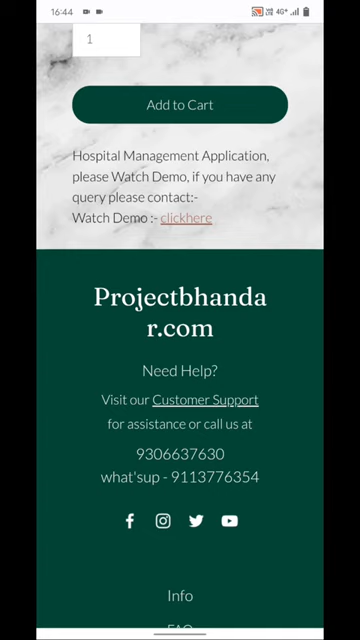 16:44
4G+
1
Add to Cart
Hospital Management Application,
please Watch Demo, if you have any
query please contact:-
Watch Demo :- clickhere
Projectbhanda
r.com
Need Help?
Visit our Customer Support
for assistance or call us at
9306637630
what'sup - 9113776354
Info
FAQ